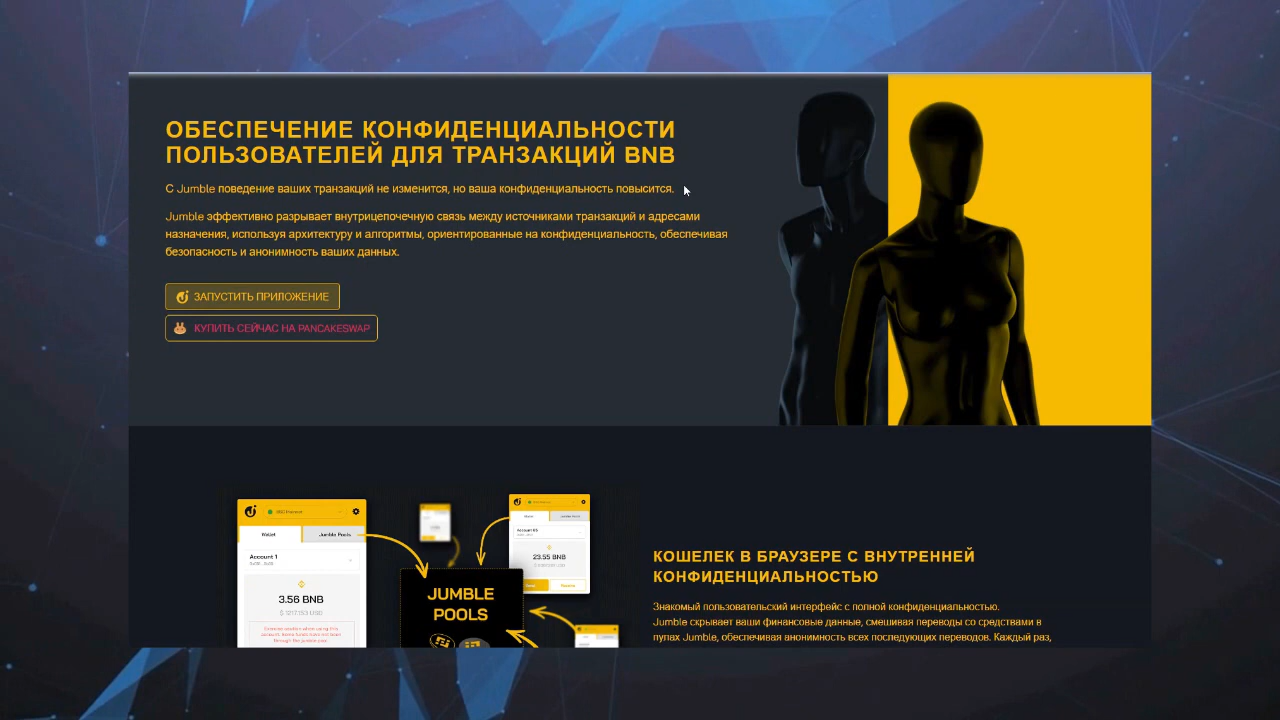 ОБЕСПЕЧЕНИЕ КОНФИДЕНЦИАЛЬНОСТИ
ПОЛЬЗОВАТЕЛЕЙ ДЛЯ ТРАНЗАКЦИЙ BNB
С Jumble поведение ваших транзакций не изменится, но ваша конфиденциальность повысится.
Jumble эффективно разрывает внутрицепочечную связь между источниками транзакций и адресами
назначения, используя архитектуру и алгоритмы, ориентированные на конфиденциальность, обеспечивая
безопасность и анонимность ваших данных.
ЗАПУСТИТЬ ПРИЛОЖЕНИЕ
КУПИТЬ СЕЙЧАС НА PANCAKESWAP
Wallet
Jumble Pools
Account 1
3.56 BNB
JUMBLE
POOLS
23.55 BNB
КОШЕЛЕК В БРАУЗЕРЕ С ВНУТРЕННЕЙ
КОНФИДЕНЦИАЛЬНОСТЬЮ
Знакомый пользовательский интерфейс с полной конфиденциальностью.
Jumble скрывает ваши финансовые данные, смешивая переводы со средствами в
пулах Jumble, обеспечивая анонимность всех последующих переводов. Каждый раз,